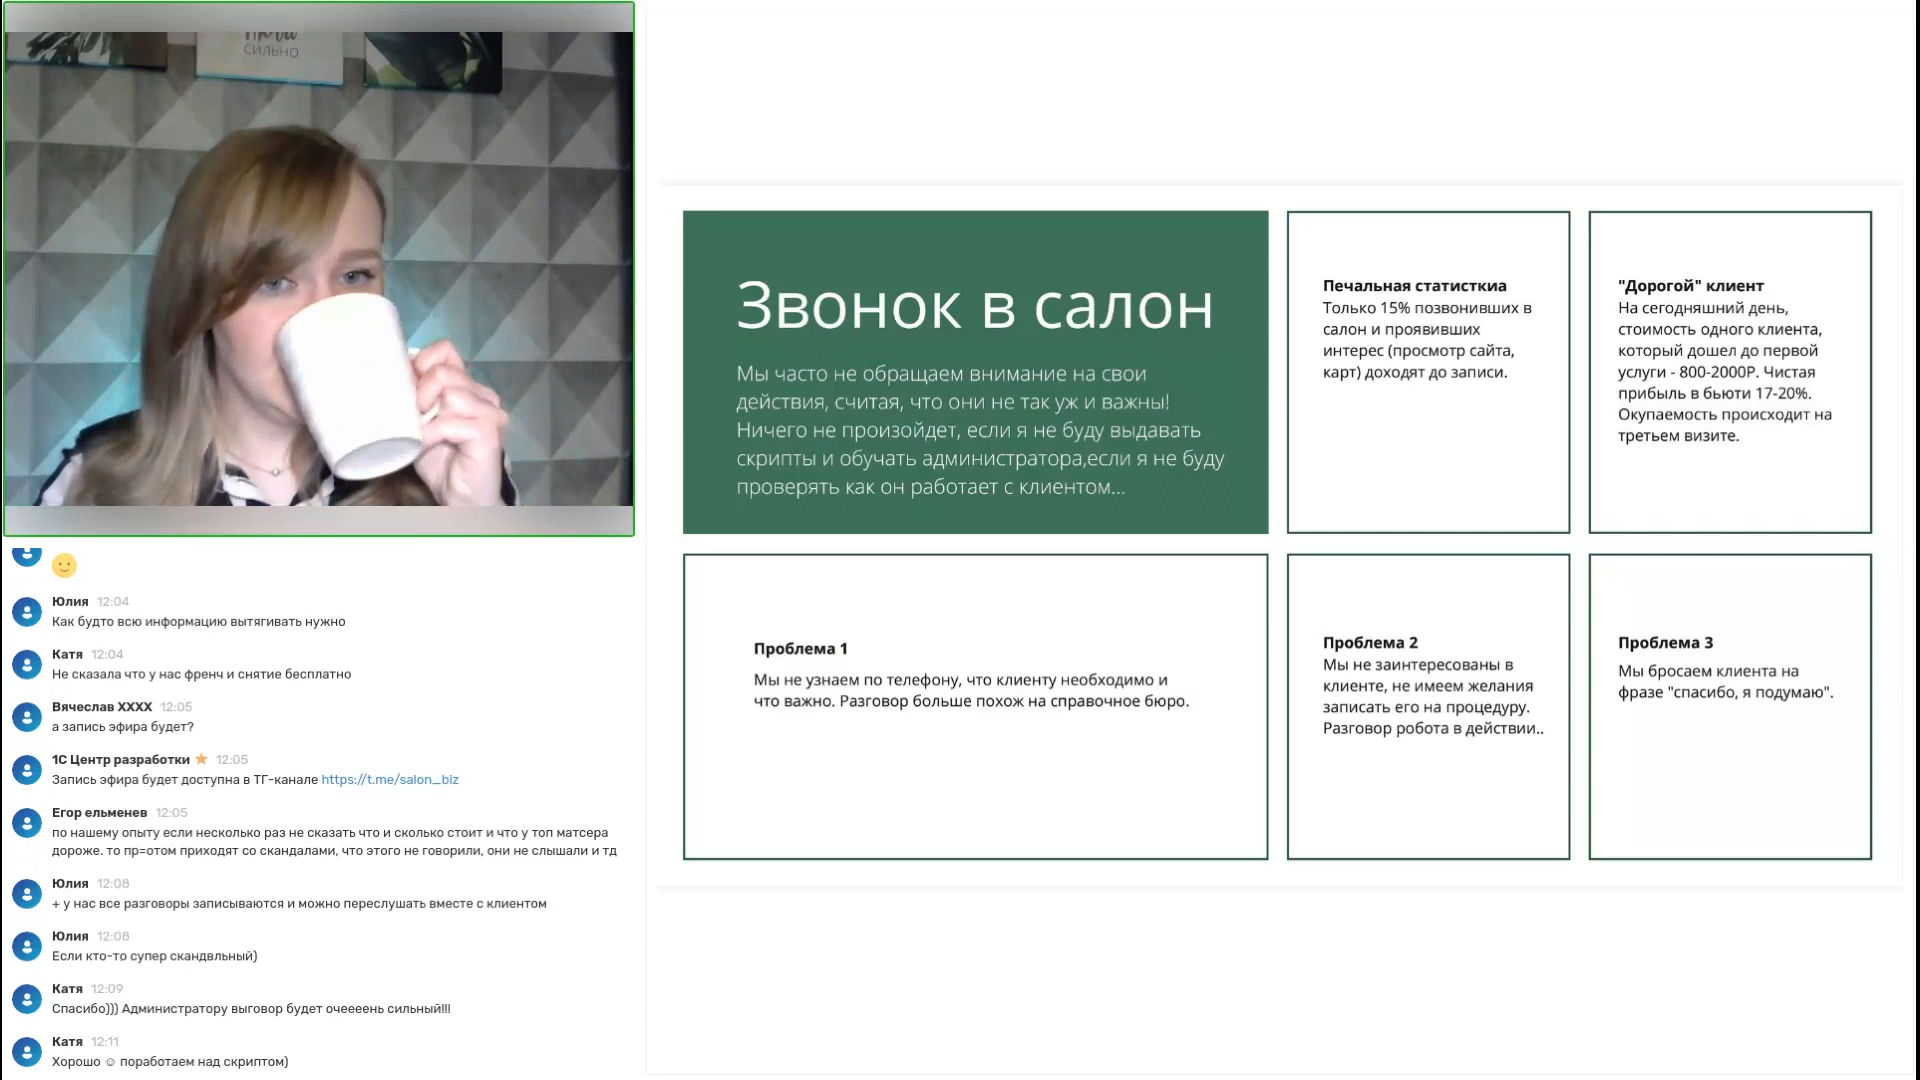 СИЛЬНО
Юлия 12:04
Как будто всю информацию вытягивать нужно
Катя 12:04
Не сказала что у нас френч и снятие бесплатно
Вячеслав XXXX 12:05
а запись эфира будет?
1С Центр разработки 12:05
Запись эфира будет доступна в ТГ-канале https://t.me/salon_biz
Егор ельменев 12:05
по нашему опыту если несколько раз не сказать что и сколько стоит и что у топ матсера
дороже. то пр=отом приходят со скандалами, что этого не говорили, они не слышали и тд
Юлия 12:08
+ у нас все разговоры записываются и можно переслушать вместе с клиентом
Юлия 12:08
Если кто-то супер скандвльный)
Катя 12:09
Спасибо))) Администратору выговор будет очеееень сильный!!!
Катя 12:11
Хорошо ☺ поработаем над скриптом)
Звонок в салон
Мы часто не обращаем внимание на свои
действия, считая, что они не так уж и важны!
Ничего не произойдет, если я не буду выдавать
скрипты и обучать администратора,если я не буду
проверять как он работает с клиентом...
Печальная статисткиа
Только 15% позвонивших в
салон и проявивших
интерес (просмотр сайта,
карт) доходят до записи.
"Дорогой" клиент
На сегодняшний день,
стоимость одного клиента,
который дошел до первой
услуги - 800-2000Р. Чистая
прибыль в бьюти 17-20%.
Окупаемость происходит на
третьем визите.
Проблема 1
Мы не узнаем по телефону, что клиенту необходимо и
что важно. Разговор больше похож на справочное бюро.
Проблема 2
Мы не заинтересованы в
клиенте, не имеем желания
записать его на процедуру.
Разговор робота в действии..
Проблема 3
Мы бросаем клиента на
фразе "спасибо, я подумаю".